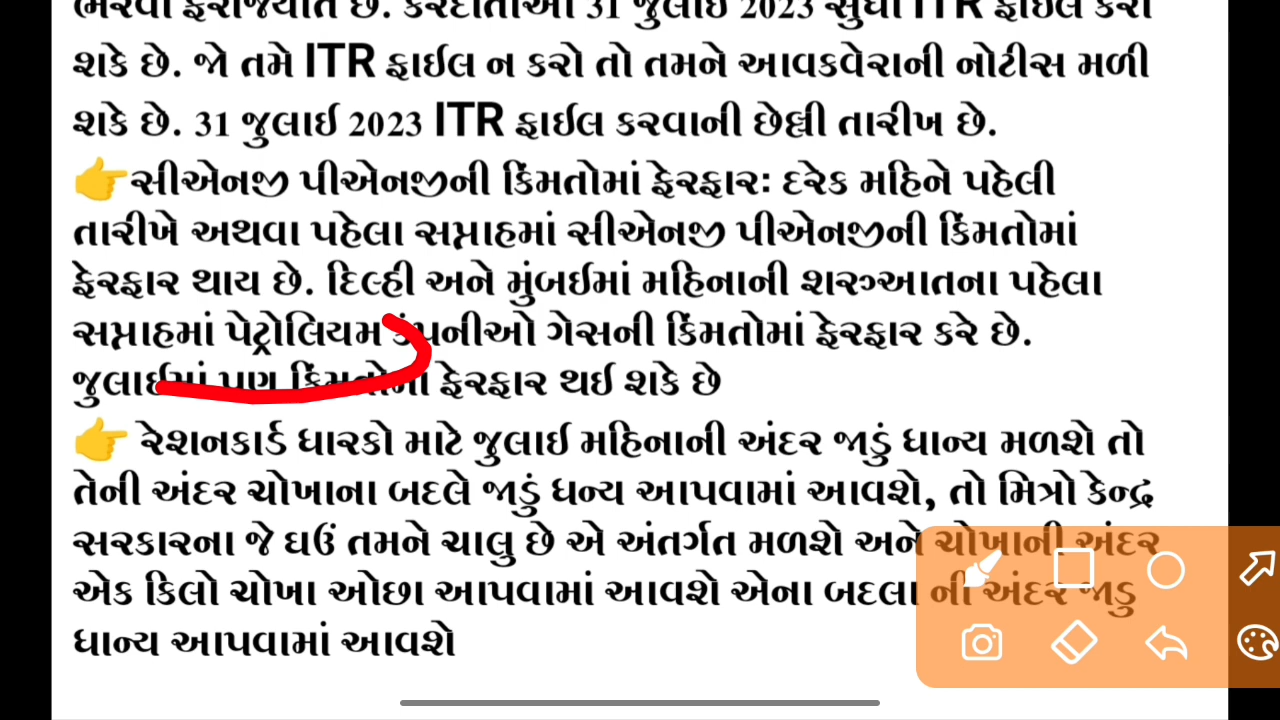 ભરવી ફરજિયાત છે. કરદાતાઓ 31 જુલાઈ 2023 સુધી ITR ફાઈલ કરી
શકે છે. જો તમે ITR ફાઈલ ન કરો તો તમને આવકવેરાની નોટીસ મળી
શકે છે. 31 જુલાઈ 2023 ITR ફાઈલ કરવાની છેલ્લી તારીખ છે.
👉સીએનજી પીએનજીની કિંમતોમાં ફેરફારઃ દરેક મહિને પહેલી
તારીખે અથવા પહેલા સપ્તાહમાં સીએનજી પીએનજીની કિંમતોમાં
ફેરફાર થાય છે. દિલ્હી અને મુંબઈમાં મહિનાની શરૂઆતના પહેલા
સપ્તાહમાં પેટ્રોલિયમ કંપનીઓ ગેસની કિંમતોમાં ફેરફાર કરે છે.
જુલાઈમાં પણ કિંમતોમાં ફેરફાર થઈ શકે છે
👉 રેશનકાર્ડ ધારકો માટે જુલાઈ મહિનાની અંદર જાડું ધાન્ય મળશે તો
તેની અંદર ચોખાના બદલે જાડું ધન્ય આપવામાં આવશે, તો મિત્રો કેન્દ્ર
સરકારના જે ઘઉં તમને ચાલુ છે એ અંતર્ગત મળશે અને ચોખાની અંદર
એક કિલો ચોખા ઓછા આપવામાં આવશે એના બદલા ની અંદર જાડુ
ધાન્ય આપવામાં આવશે